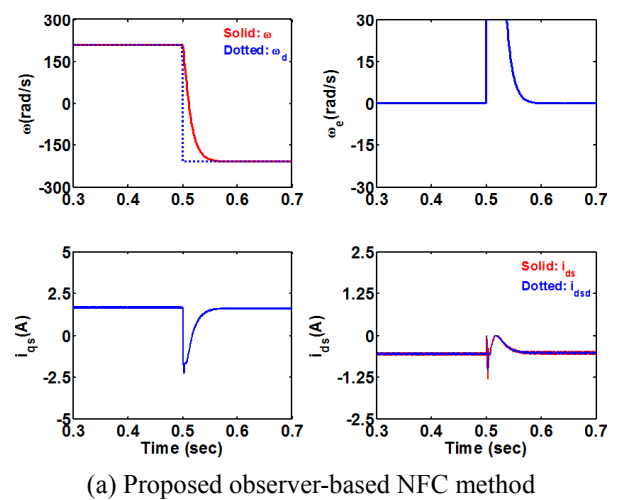 300
150
0
-150
-300
ω(rad/s)
Solid: ω
Dotted: ω_d
0.3 0.4 0.5 0.6 0.7
30
15
0
-15
-30
ω_e(rad/s)
0.3 0.4 0.5 0.6 0.7
5
2.5
0
-2.5
-5
i_qs(A)
0.3 0.4 0.5 0.6 0.7
Time (sec)
2.5
1.25
0
-1.25
-2.5
i_ds(A)
Solid: i_ds
Dotted: i_dsd
0.3 0.4 0.5 0.6 0.7
Time (sec)
(a) Proposed observer-based NFC method